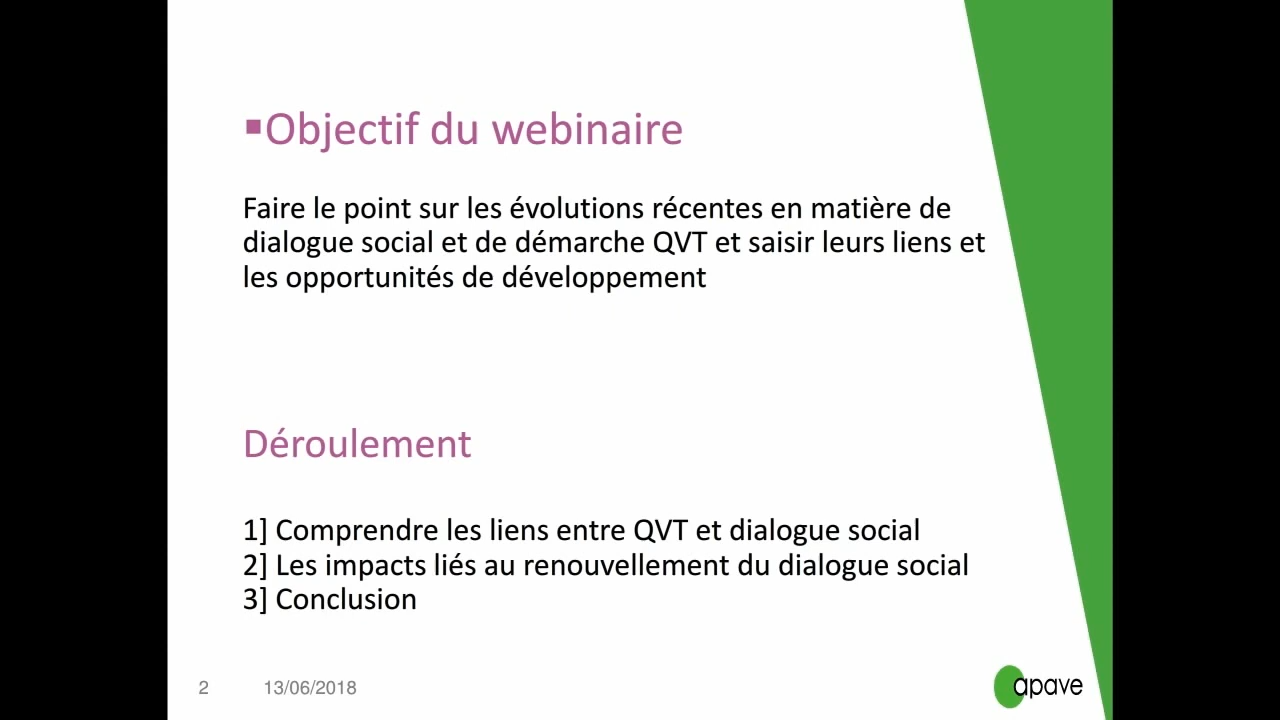 ▪Objectif du webinaire
Faire le point sur les évolutions récentes en matière de
dialogue social et de démarche QVT et saisir leurs liens et
les opportunités de développement
Déroulement
1] Comprendre les liens entre QVT et dialogue social
2] Les impacts liés au renouvellement du dialogue social
3] Conclusion
2 13/06/2018
apave